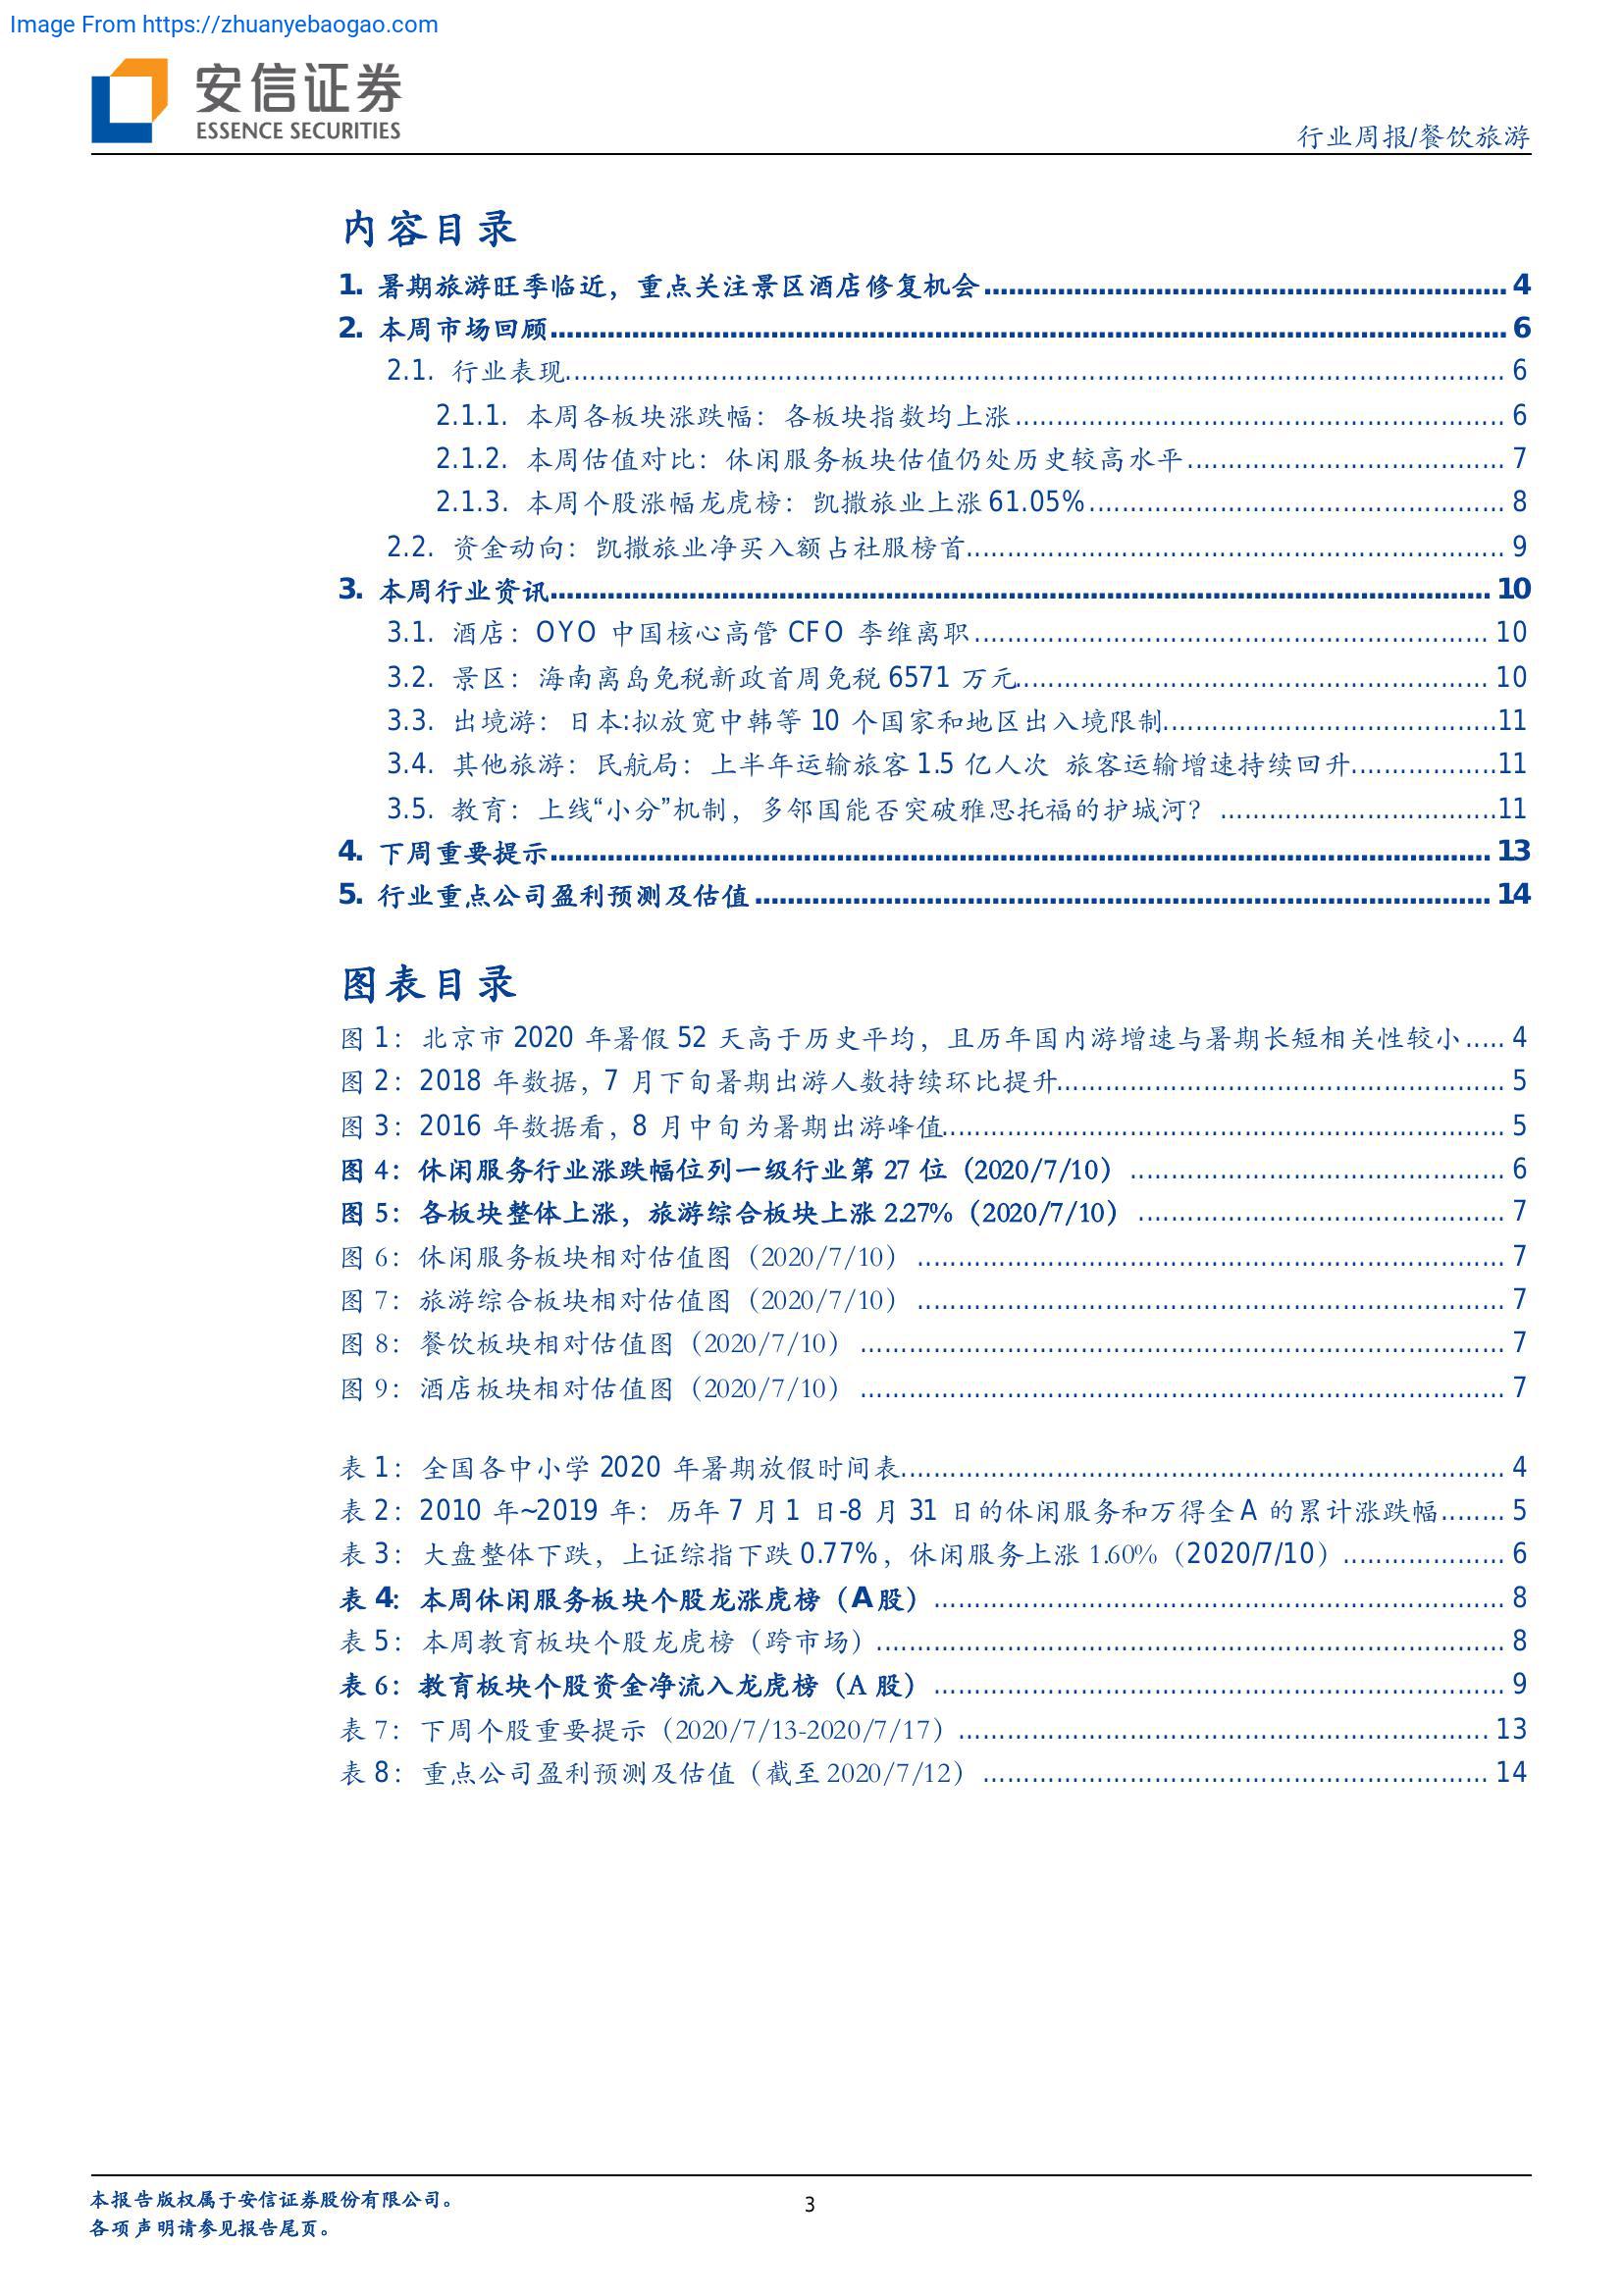 Image From https://zhuanyebaogao.com
安信证券
ESSENCE SECURITIES
行业周报/餐饮旅游
内容目录
1. 暑期旅游旺季临近，重点关注景区酒店修复机会 4
2. 本周市场回顾 6
2.1. 行业表现 6
2.1.1. 本周各板块涨跌幅：各板块指数均上涨 6
2.1.2. 本周估值对比：休闲服务板块估值仍处历史较高水平 7
2.1.3. 本周个股涨幅龙虎榜：凯撒旅业上涨 61.05% 8
2.2. 资金动向：凯撒旅业净买入额占社服榜首 9
3. 本周行业资讯 10
3.1. 酒店：OYO 中国核心高管 CFO 李维离职 10
3.2. 景区：海南离岛免税新政首周免税 6571 万元 10
3.3. 出境游：日本:拟放宽中韩等 10 个国家和地区出入境限制 11
3.4. 其他旅游：民航局：上半年运输旅客 1.5 亿人次 旅客运输增速持续回升 11
3.5. 教育：上线“小分”机制，多邻国能否突破雅思托福的护城河？ 11
4. 下周重要提示 13
5. 行业重点公司盈利预测及估值 14
图表目录
图 1：北京市 2020 年暑假 52 天高于历史平均，且历年国内游增速与暑期长短相关性较小 4
图 2：2018 年数据，7 月下旬暑期出游人数持续环比提升 5
图 3：2016 年数据看，8 月中旬为暑期出游峰值 5
图 4：休闲服务行业涨跌幅位列一级行业第 27 位（2020/7/10） 6
图 5：各板块整体上涨，旅游综合板块上涨 2.27%（2020/7/10） 7
图 6：休闲服务板块相对估值图（2020/7/10） 7
图 7：旅游综合板块相对估值图（2020/7/10） 7
图 8：餐饮板块相对估值图（2020/7/10） 7
图 9：酒店板块相对估值图（2020/7/10） 7
表 1：全国各中小学 2020 年暑期放假时间表 4
表 2：2010 年~2019 年：历年 7 月 1 日-8 月 31 日的休闲服务和万得全 A 的累计涨跌幅 5
表 3：大盘整体下跌，上证综指下跌 0.77%，休闲服务上涨 1.60%（2020/7/10） 6
表 4：本周休闲服务板块个股龙涨虎榜（A 股） 8
表 5：本周教育板块个股龙虎榜（跨市场） 8
表 6：教育板块个股资金净流入龙虎榜（A 股） 9
表 7：下周个股重要提示（2020/7/13-2020/7/17） 13
表 8：重点公司盈利预测及估值（截至 2020/7/12） 14
本报告版权属于安信证券股份有限公司。
3
各项声明请参见报告尾页。